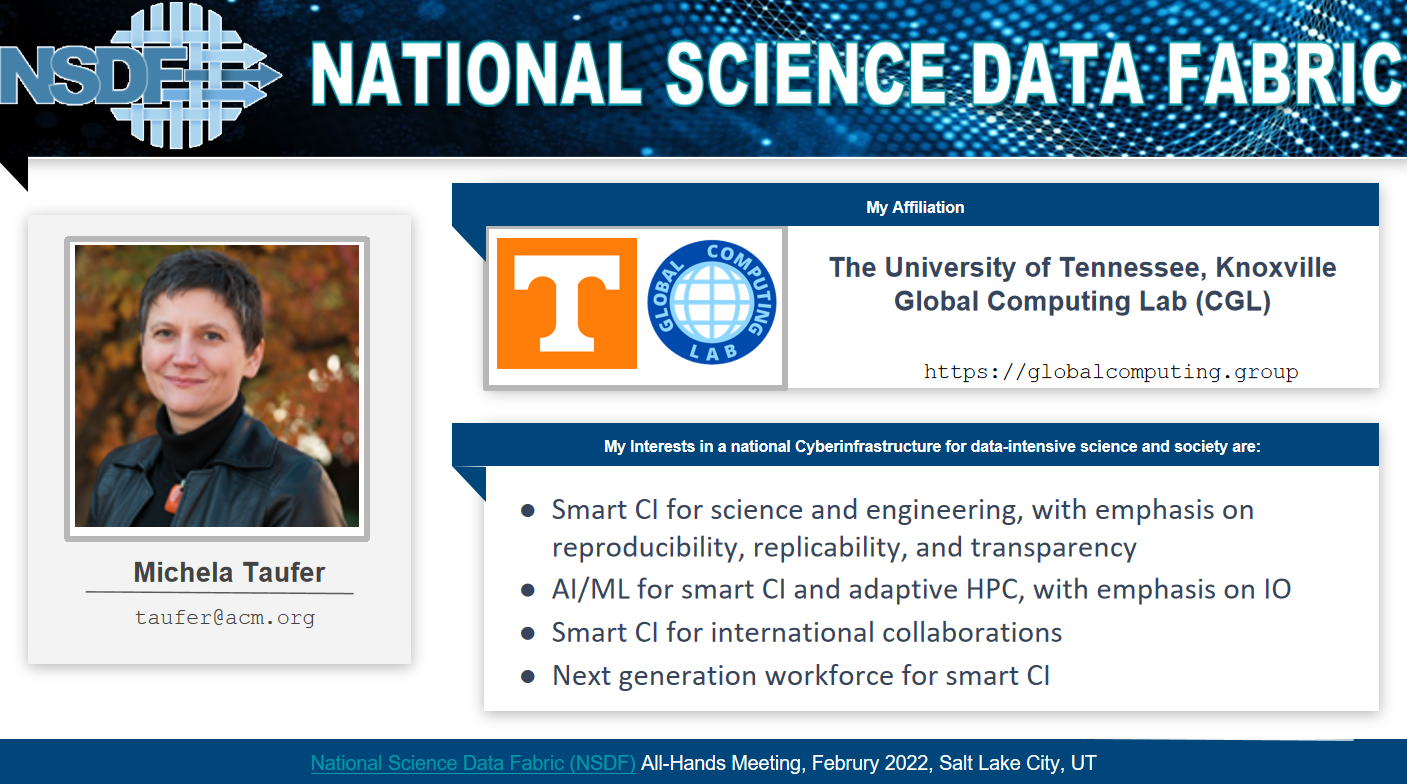 NSDF
NATIONAL SCIENCE DATA FABRIC
Michela Taufer
taufer@acm.org
My Affiliation
T
GLOBAL COMPUTING LAB
The University of Tennessee, Knoxville
Global Computing Lab (CGL)
https://globalcomputing.group
My Interests in a national Cyberinfrastructure for data-intensive science and society are:
● Smart CI for science and engineering, with emphasis on
reproducibility, replicability, and transparency
● AI/ML for smart CI and adaptive HPC, with emphasis on IO
● Smart CI for international collaborations
● Next generation workforce for smart CI
National Science Data Fabric (NSDF) All-Hands Meeting, Februry 2022, Salt Lake City, UT